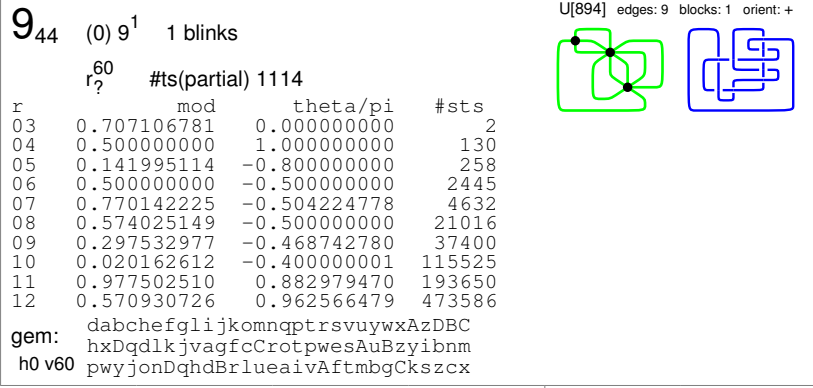 9₄₄ (0) 9¹ 1 blinks
U[894] edges: 9 blocks: 1 orient: +
r?⁶⁰ #ts(partial) 1114
r mod theta/pi #sts
03 0.707106781 0.000000000 2
04 0.500000000 1.000000000 130
05 0.141995114 −0.800000000 258
06 0.500000000 −0.500000000 2445
07 0.770142225 −0.504224778 4632
08 0.574025149 −0.500000000 21016
09 0.297532977 −0.468742780 37400
10 0.020162612 −0.400000001 115525
11 0.977502510 0.882979470 193650
12 0.570930726 0.962566479 473586
gem: dabchefglijkomnqptrsvuywxAzDBC
hxDqdlkjvagfcCrotpwesAuBzyibnm
h0 v60 pwyjonDqhdBrlueaivAftmbgCkszcx